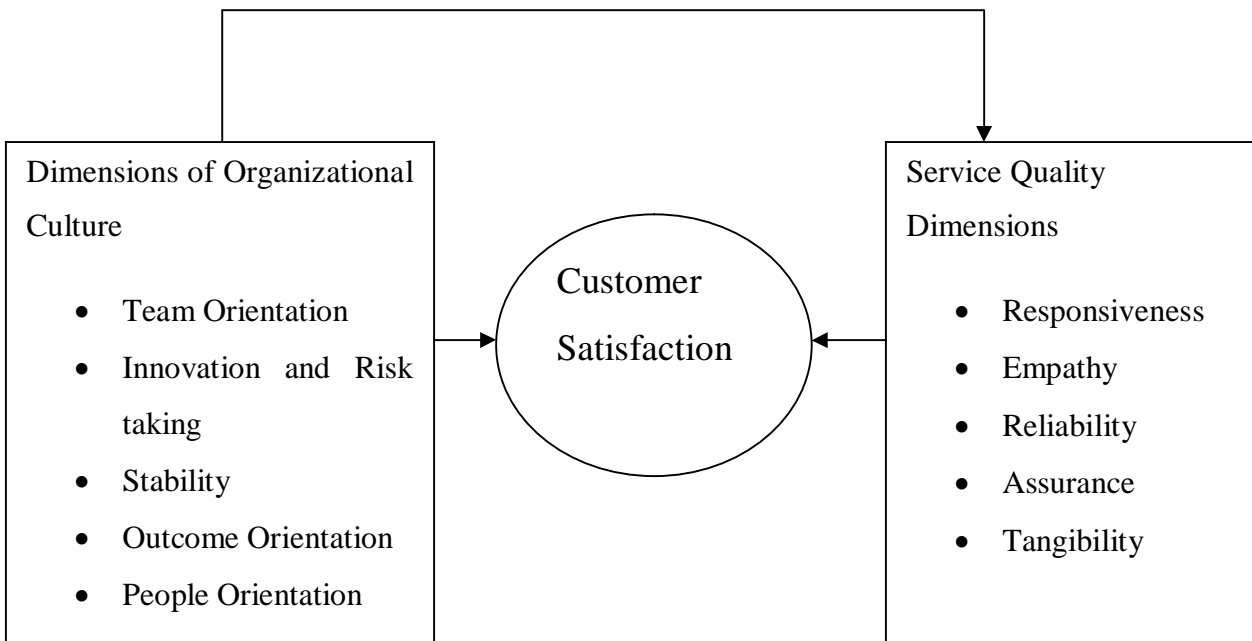 Dimensions of Organizational
Culture
• Team Orientation
• Innovation and Risk
taking
• Stability
• Outcome Orientation
• People Orientation
Customer
Satisfaction
Service Quality
Dimensions
• Responsiveness
• Empathy
• Reliability
• Assurance
• Tangibility